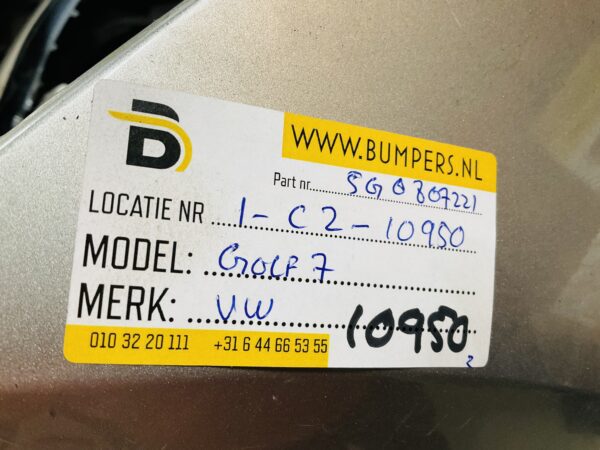 B
WWW.BUMPERS.NL
Part nr. 5G0807221
LOCATIE NR 1-C2-10950
MODEL: GOLF 7
MERK: VW
10950
2
010 32 20 111 +31 6 44 66 53 55